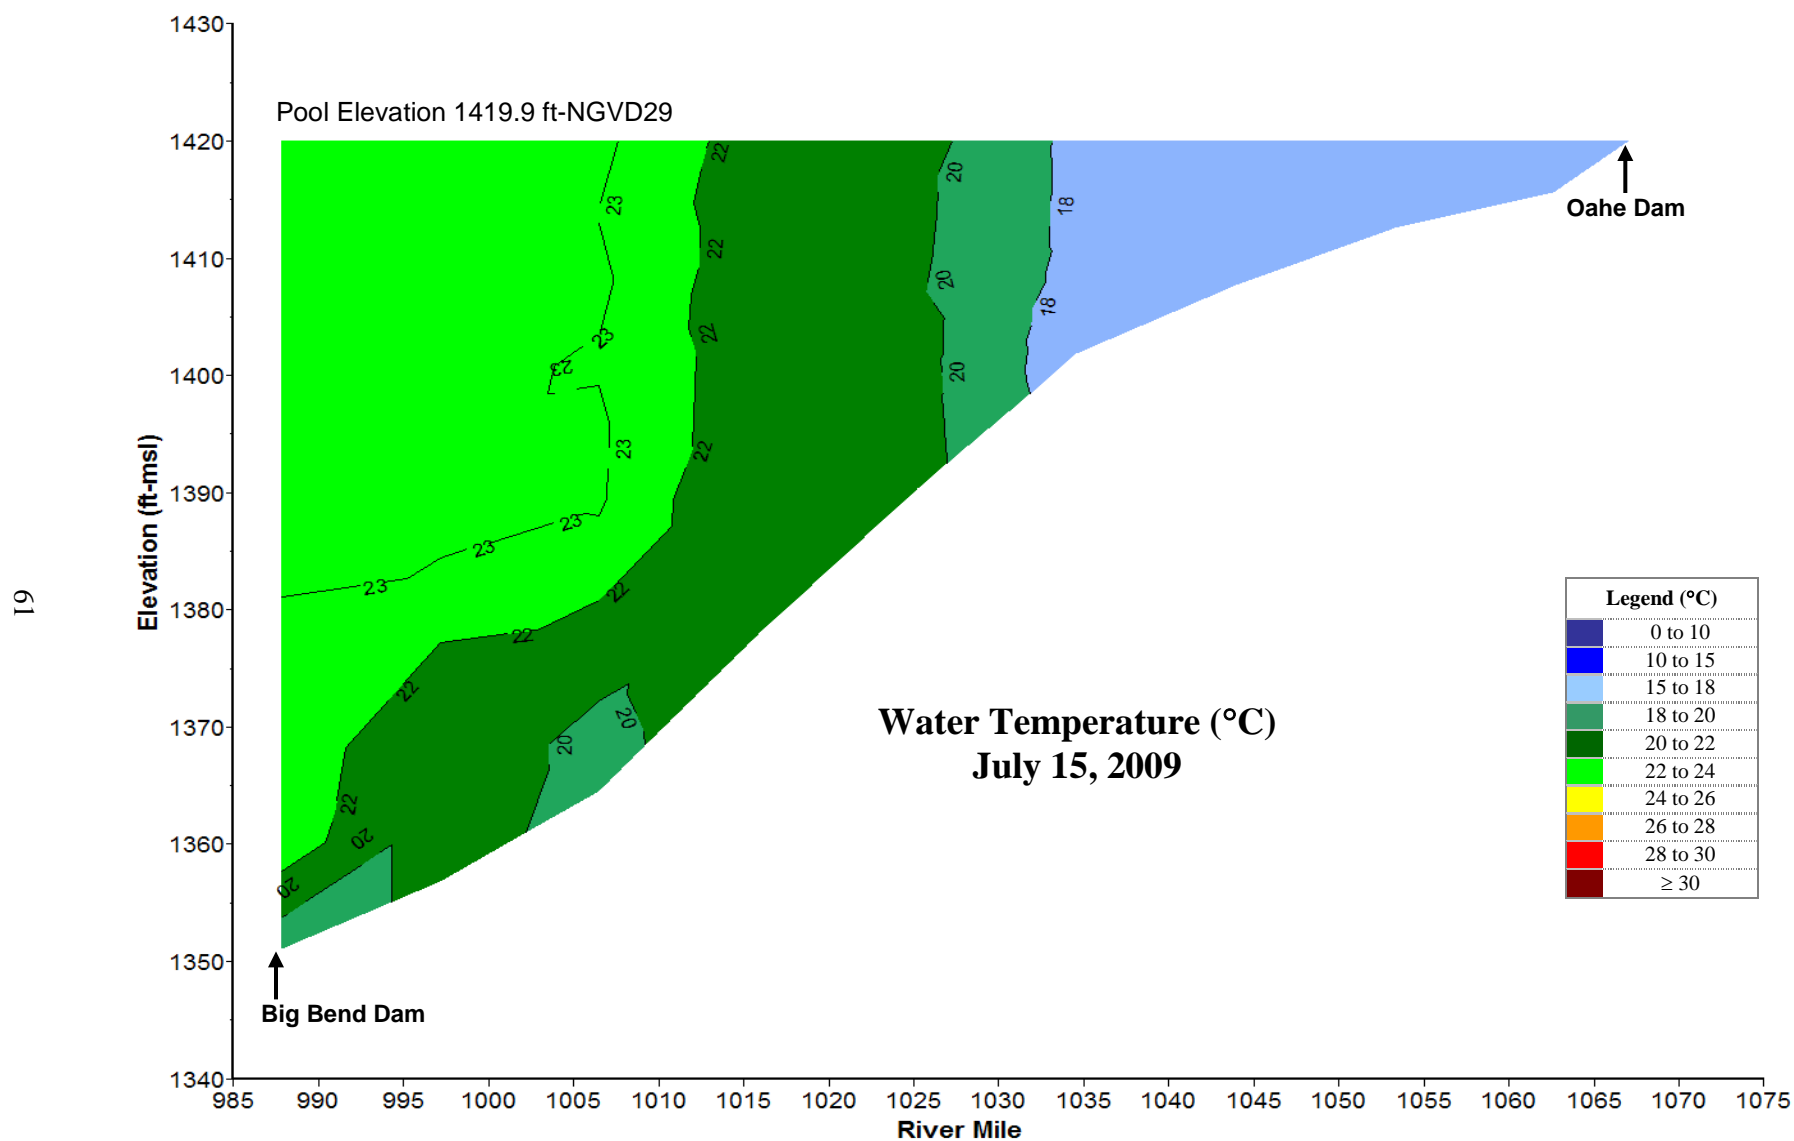 1430
Pool Elevation 1419.9 ft-NGVD29
1420
22
20
23
18
Oahe Dam
1410
22
20
18
23
22
23
1400
20
23
22
Elevation (ft-msl)
1390
23
23
23
1380
22
22
22
Legend (°C)
0 to 10
10 to 15
15 to 18
18 to 20
20 to 22
22 to 24
24 to 26
26 to 28
28 to 30
≥ 30
1370
20
20
Water Temperature (°C)
July 15, 2009
22
20
1360
20
1350
Big Bend Dam
1340
985 990 995 1000 1005 1010 1015 1020 1025 1030 1035 1040 1045 1050 1055 1060 1065 1070 1075
River Mile
61